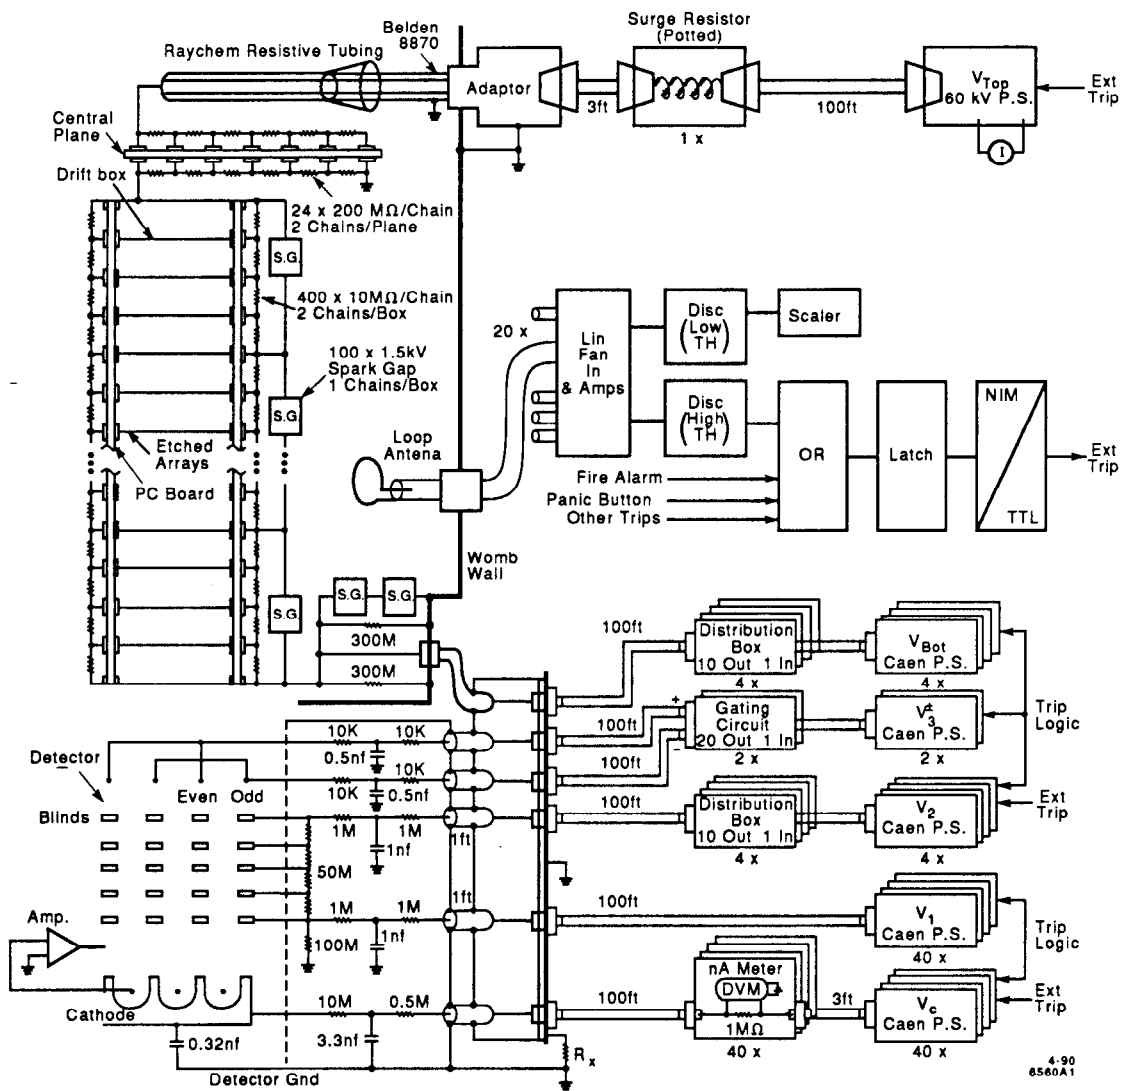 Surge Resistor
(Potted)
Belden
8870
Raychem Resistive Tubing
Adaptor
3ft
1 x
100ft
VTop
60 kV P.S.
Ext
Trip
I
Central
Plane
Drift box
24 x 200 MΩ/Chain
2 Chains/Plane
S.G.
400 x 10MΩ/Chain
2 Chains/Box
100 x 1.5kV
Spark Gap
1 Chains/Box
S.G.
Etched
Arrays
PC Board
S.G.
Loop
Antena
20 x
Lin
Fan
In
& Amps
Disc
(Low)
TH
Scaler
Disc
(High)
TH
OR
Latch
NIM
TTL
Ext
Trip
Fire Alarm
Panic Button
Other Trips
Womb
Wall
S.G.
S.G.
300M
300M
100ft
Distribution
Box
10 Out 1 In
4 x
VBot
Caen P.S.
4 x
Trip
Logic
100ft
100ft
+
-
Gating
Circuit
20 Out 1 In
2 x
V3±
Caen P.S.
2 x
100ft
Distribution
Box
10 Out 1 In
4 x
V2
Caen P.S.
4 x
Ext
Trip
Detector
Blinds
Even
Odd
10K
10K
0.5nf
10K
10K
0.5nf
1M
1M
1nf
1ft
50M
1M
1M
1nf
1ft
100M
Amp.
Cathode
0.32nf
10M
0.5M
3.3nf
Detector Gnd
Rx
100ft
V1
Caen P.S.
40 x
Trip
Logic
100ft
nA Meter
DVM
1MΩ
40 x
3ft
Vc
Caen P.S.
40 x
Ext
Trip
4-90
6560A1